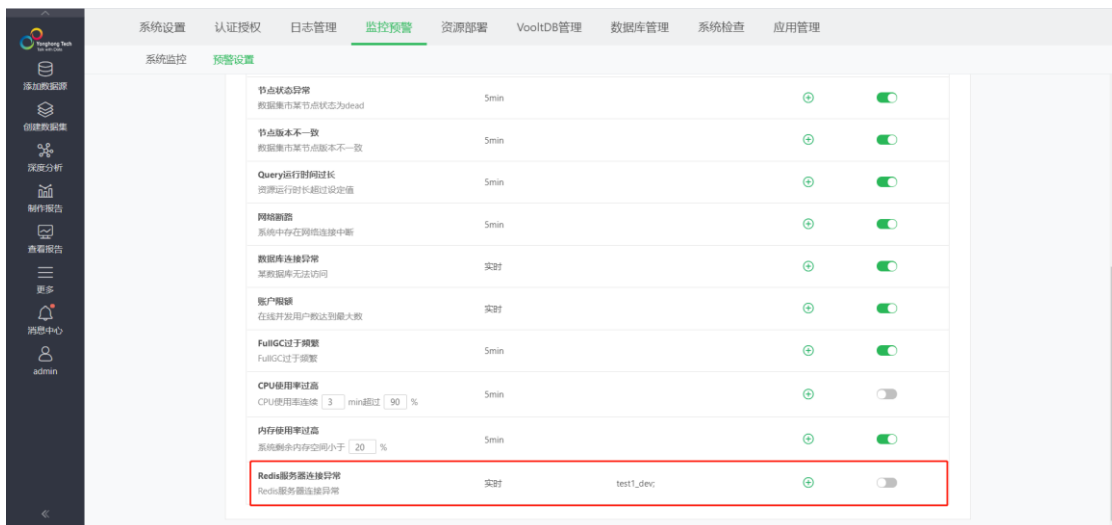 Yonghong Tech
添加数据源
创建数据集
深度分析
制作报告
查看报告
更多
消息中心
admin
系统设置 认证授权 日志管理 监控预警 资源部署 VooltDB管理 数据库管理 系统检查 应用管理
系统监控 预警设置
节点状态异常
数据集市某节点状态为dead
5min
节点版本不一致
数据集市某节点版本不一致
5min
Query运行时间过长
资源运行时长超过设定值
5min
网络断路
系统中存在网络连接中断
5min
数据库连接异常
某数据库无法访问
实时
账户限额
在线并发用户数达到最大数
实时
FullGC过于频繁
FullGC过于频繁
5min
CPU使用率过高
CPU使用率连续 3 min超过 90 %
5min
内存使用率过高
系统剩余内存空间小于 20 %
5min
Redis服务器连接异常
Redis服务器连接异常
实时 test1_dev;